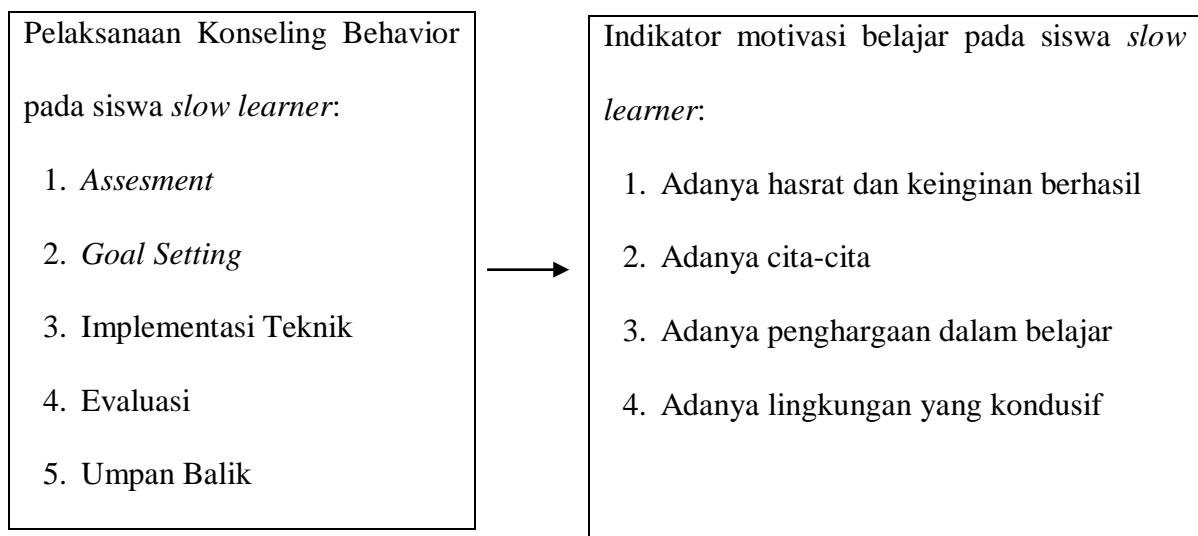 Pelaksanaan Konseling Behavior
pada siswa slow learner:
1. Assesment
2. Goal Setting
3. Implementasi Teknik
4. Evaluasi
5. Umpan Balik
Indikator motivasi belajar pada siswa slow
learner:
1. Adanya hasrat dan keinginan berhasil
2. Adanya cita-cita
3. Adanya penghargaan dalam belajar
4. Adanya lingkungan yang kondusif